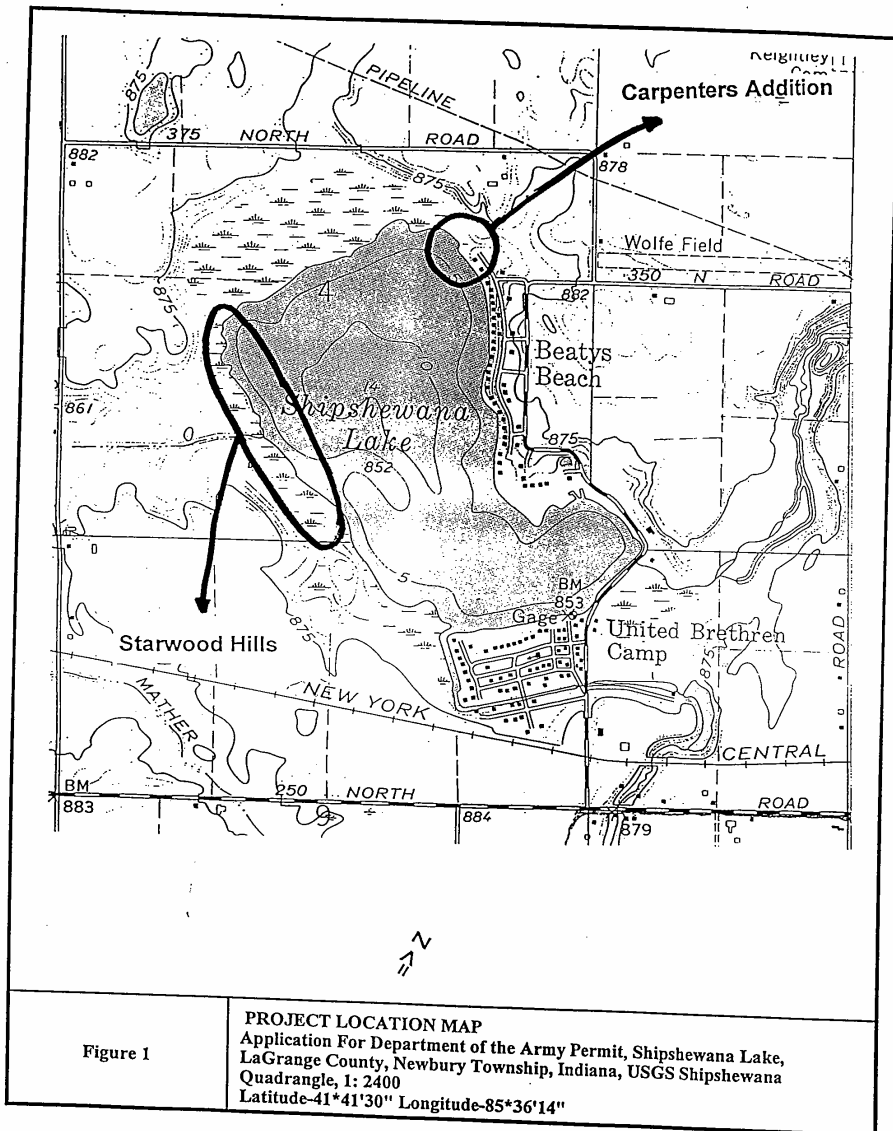 Keightley
PIPELINE
Carpenters Addition
875
375 NORTH ROAD
882
878
875
Wolfe Field
350 N ROAD
882
4
875
Beatys
Beach
14
Shipshewana
Lake
861
875
852
5
BM
853
Gage
United Brethren
Camp
875
ROAD
875
Starwood Hills
NEW YORK CENTRAL
MATHER
BM
883
250 NORTH ROAD
884
879
N
Figure 1
PROJECT LOCATION MAP
Application For Department of the Army Permit, Shipshewana Lake,
LaGrange County, Newbury Township, Indiana, USGS Shipshewana
Quadrangle, 1: 2400
Latitude-41*41'30" Longitude-85*36'14"